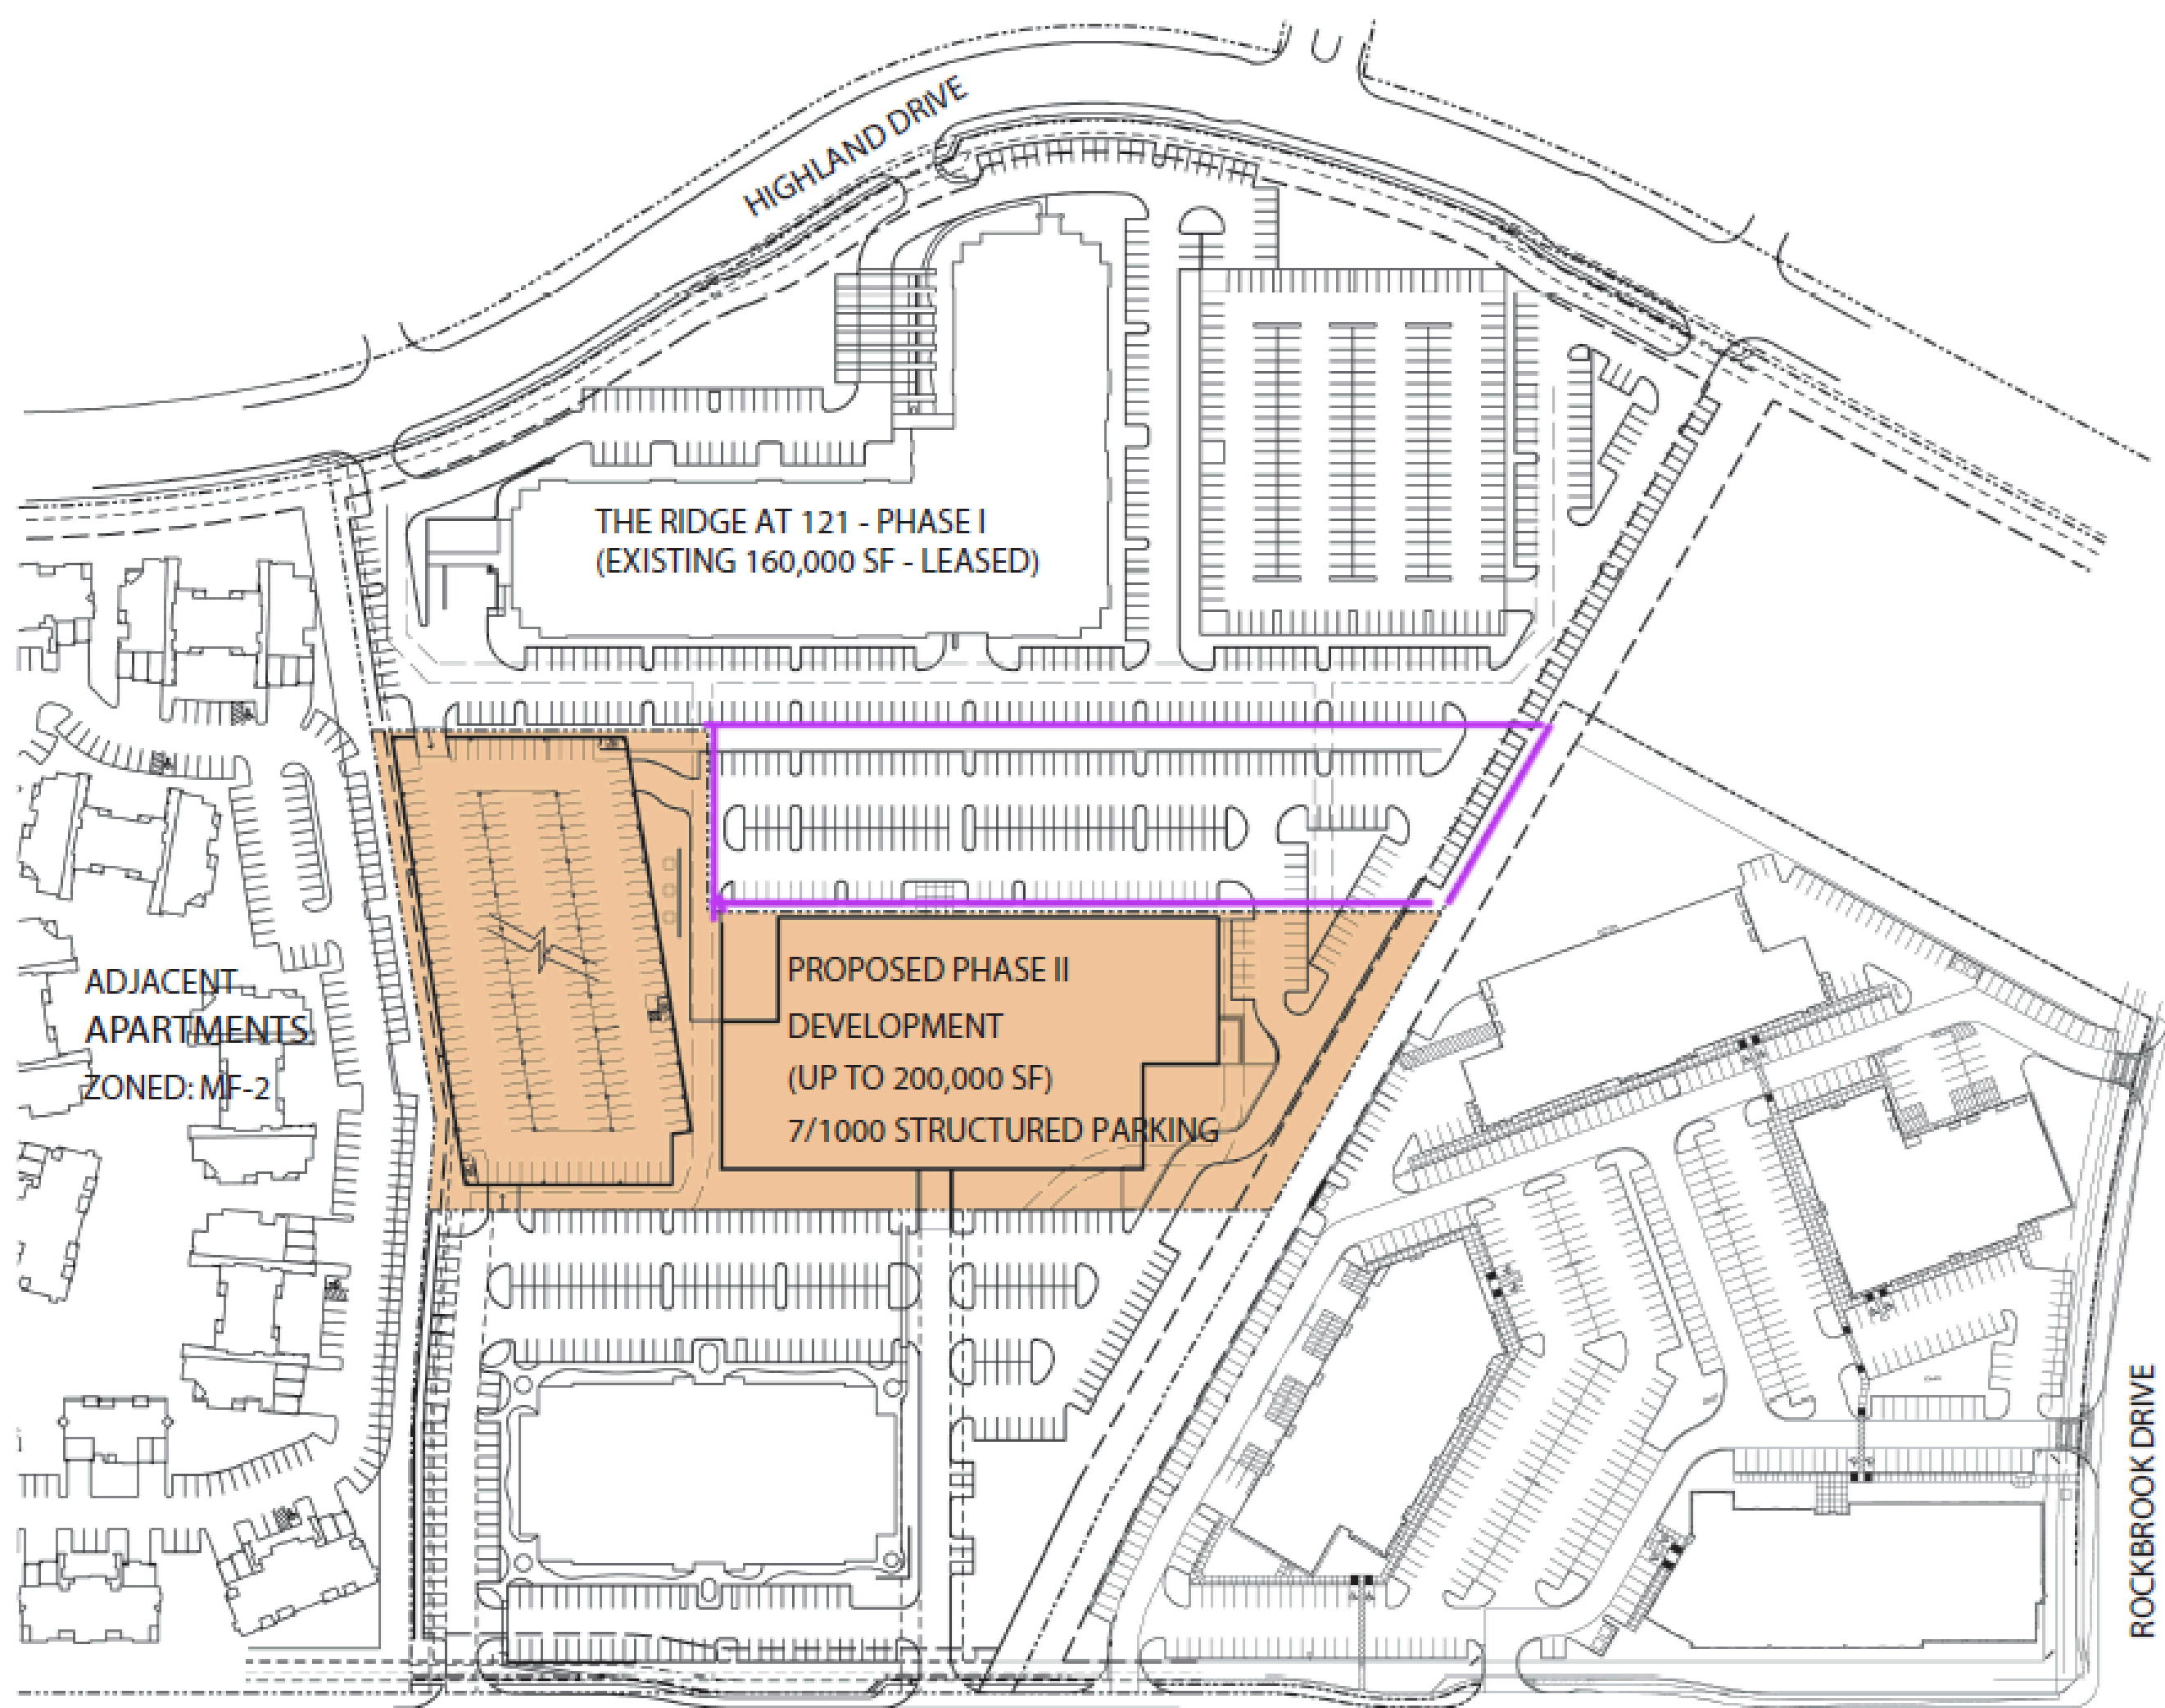 HIGHLAND DRIVE
THE RIDGE AT 121 - PHASE I
(EXISTING 160,000 SF - LEASED)
ADJACENT
APARTMENTS
ZONED: MF-2
PROPOSED PHASE II
DEVELOPMENT
(UP TO 200,000 SF)
7/1000 STRUCTURED PARKING
ROCKBROOK DRIVE